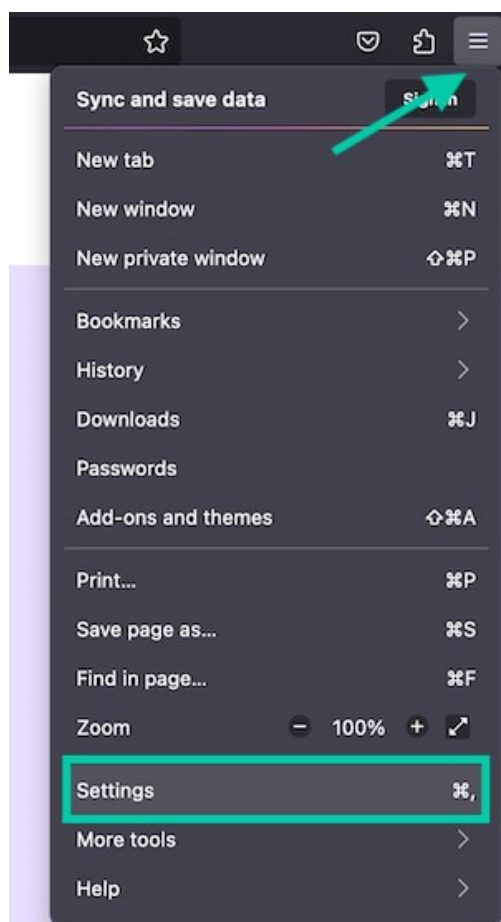 Sync and save data
New tab ⌘T
New window ⌘N
New private window ⇧⌘P
Bookmarks
History
Downloads ⌘J
Passwords
Add-ons and themes ⇧⌘A
Print... ⌘P
Save page as... ⌘S
Find in page... ⌘F
Zoom − 100% +
Settings ⌘,
More tools
Help